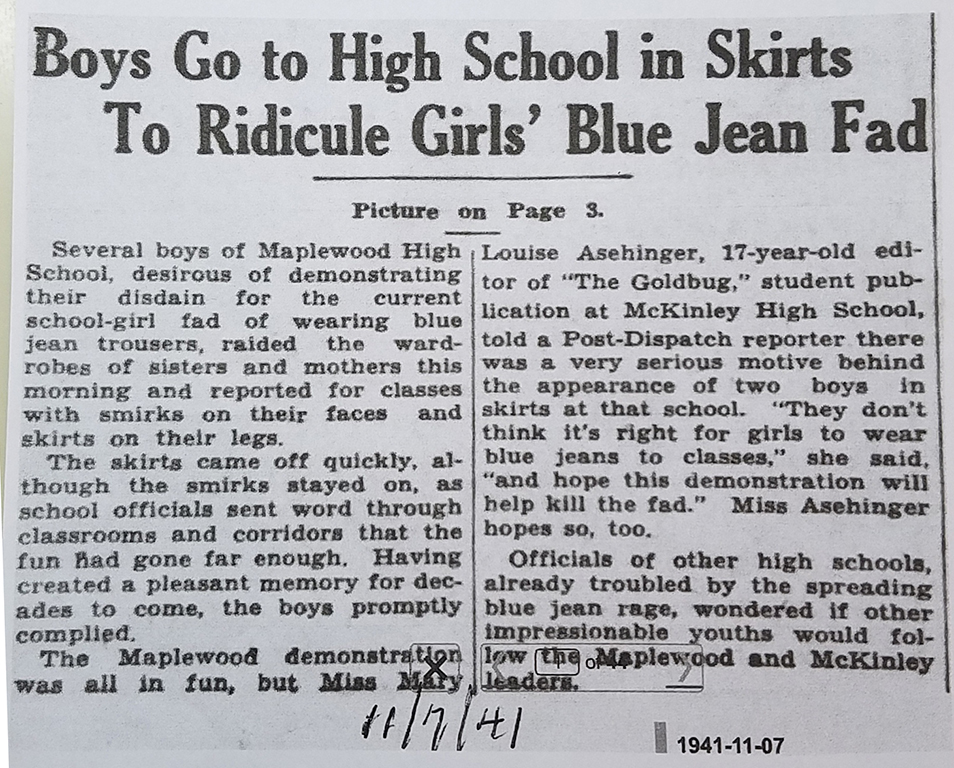 Boys Go to High School in Skirts
To Ridicule Girls' Blue Jean Fad
Picture on Page 3.
Several boys of Maplewood High
School, desirous of demonstrating
their disdain for the current
school-girl fad of wearing blue
jean trousers, raided the ward-
robes of sisters and mothers this
morning and reported for classes
with smirks on their faces and
skirts on their legs.
The skirts came off quickly, al-
though the smirks stayed on, as
school officials sent word through
classrooms and corridors that the
fun had gone far enough. Having
created a pleasant memory for dec-
ades to come, the boys promptly
complied.
The Maplewood demonstration
was all in fun, but Miss Mary
Louise Asehinger, 17-year-old edi-
tor of "The Goldbug," student pub-
lication at McKinley High School,
told a Post-Dispatch reporter there
was a very serious motive behind
the appearance of two boys in
skirts at that school. "They don't
think it's right for girls to wear
blue jeans to classes," she said,
"and hope this demonstration will
help kill the fad." Miss Asehinger
hopes so, too.
Officials of other high schools,
already troubled by the spreading
blue jean rage, wondered if other
impressionable youths would fol-
low the Maplewood and McKinley
leaders.
11/7/41
1941-11-07